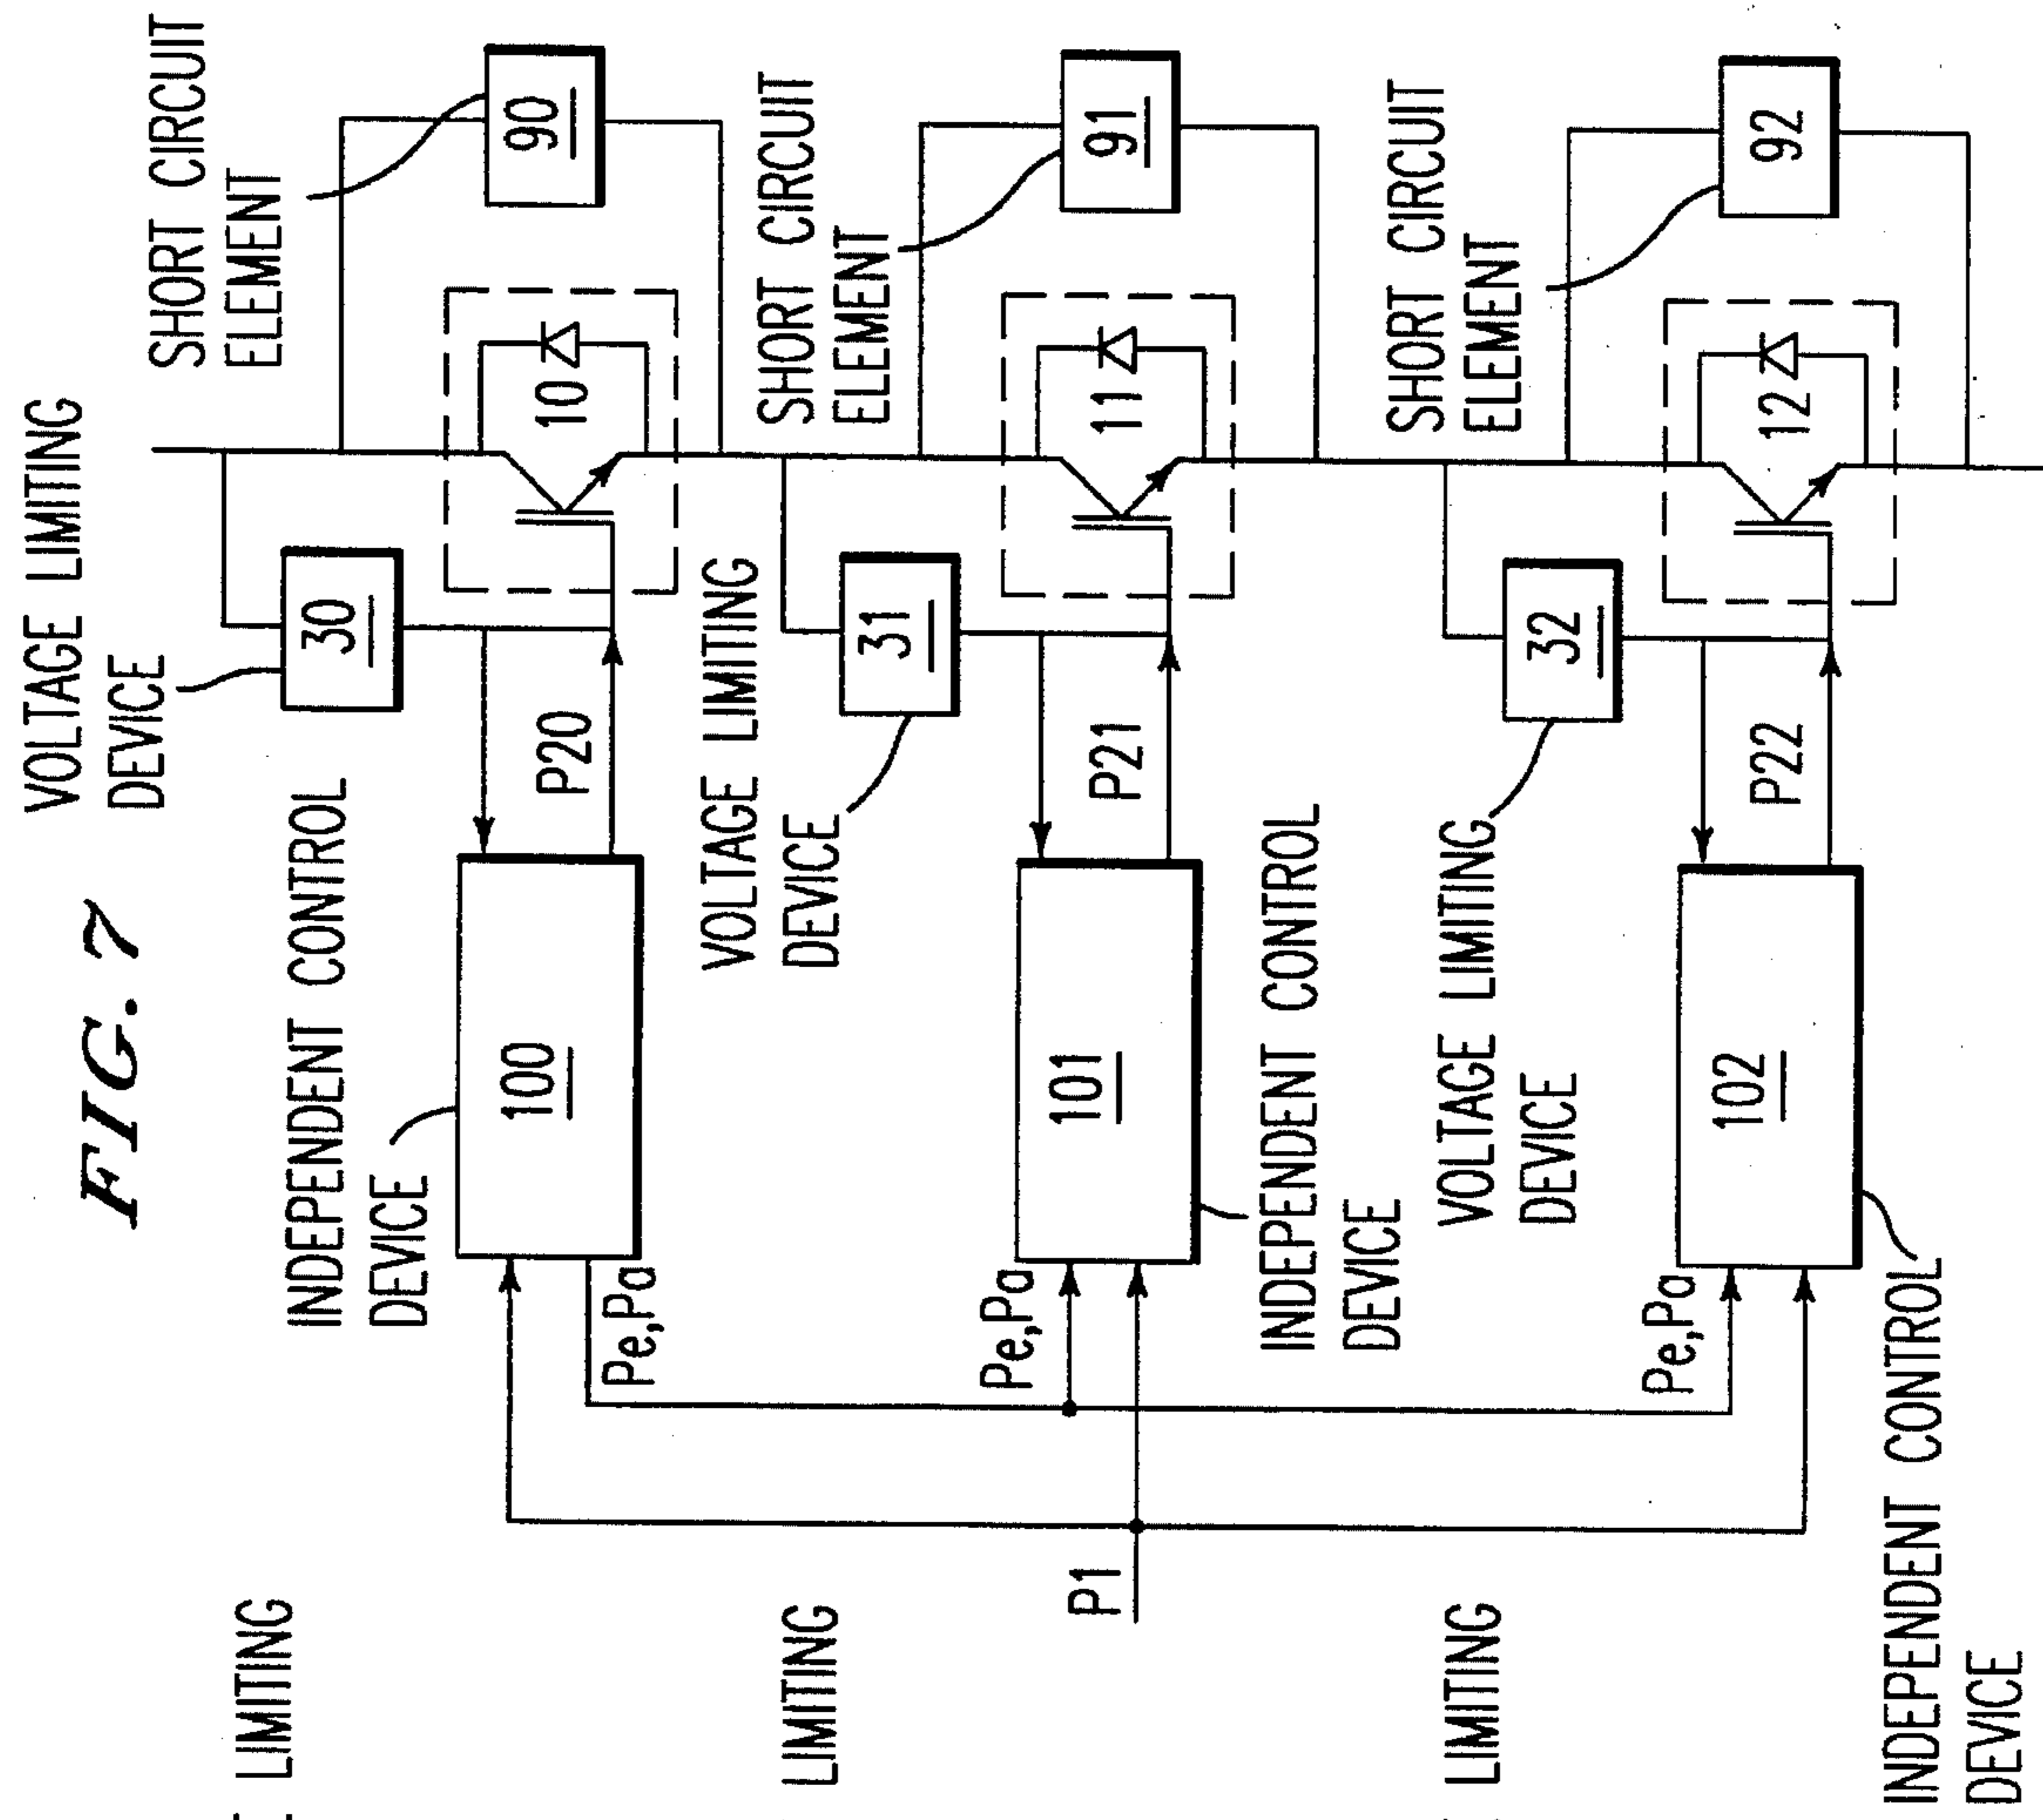 FIG. 7
VOLTAGE LIMITING
DEVICE
SHORT CIRCUIT
ELEMENT
INDEPENDENT CONTROL
DEVICE
30
90
10
100
P20
Pe,Pa
VOLTAGE LIMITING
DEVICE
SHORT CIRCUIT
ELEMENT
31
91
11
101
P21
Pe,Pa
P1
INDEPENDENT CONTROL
DEVICE
VOLTAGE LIMITING
DEVICE
SHORT CIRCUIT
ELEMENT
32
92
12
102
P22
Pe,Pa
INDEPENDENT CONTROL
DEVICE
LIMITING
LIMITING
LIMITING